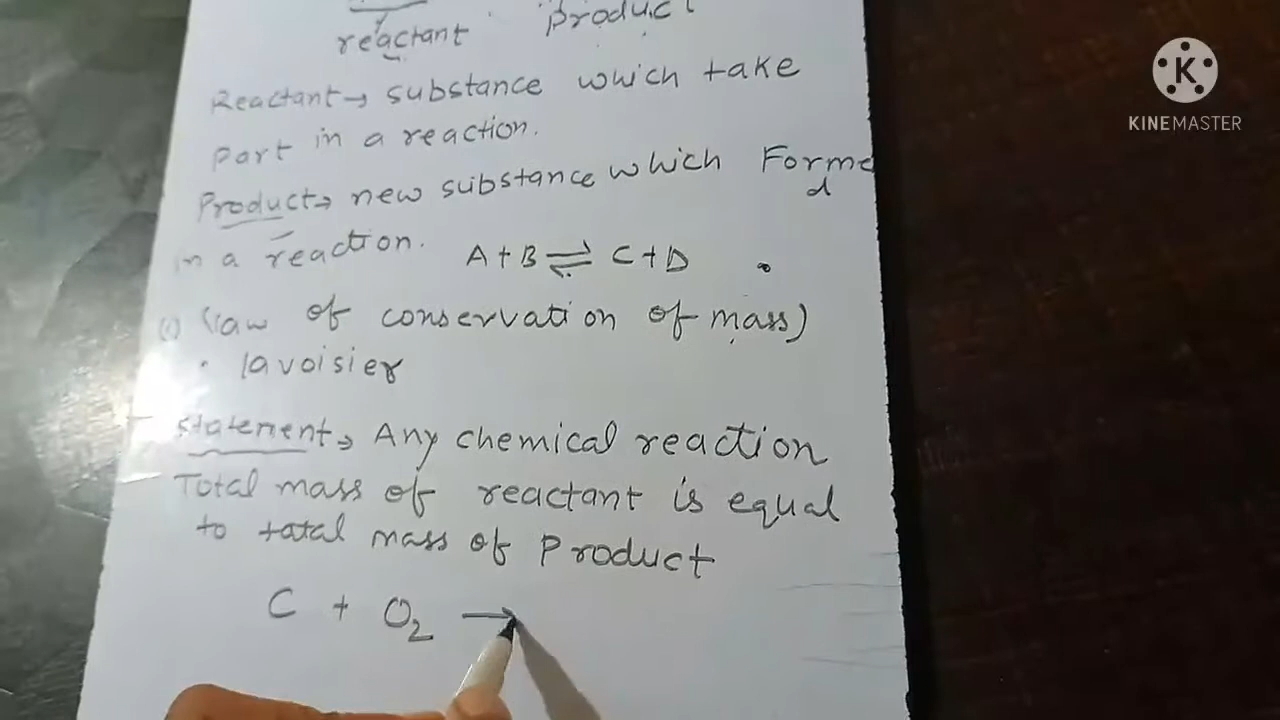 reactant product
Reactant→ substance which take
part in a reaction.
Product→ new substance which Forme
d
in a reaction. A+B ⇌ C+D
(1) (law of conservation of mass)
• lavoisier
Statement→ Any chemical reaction
Total mass of reactant is equal
to total mass of Product
C + O₂ →
KINEMASTER